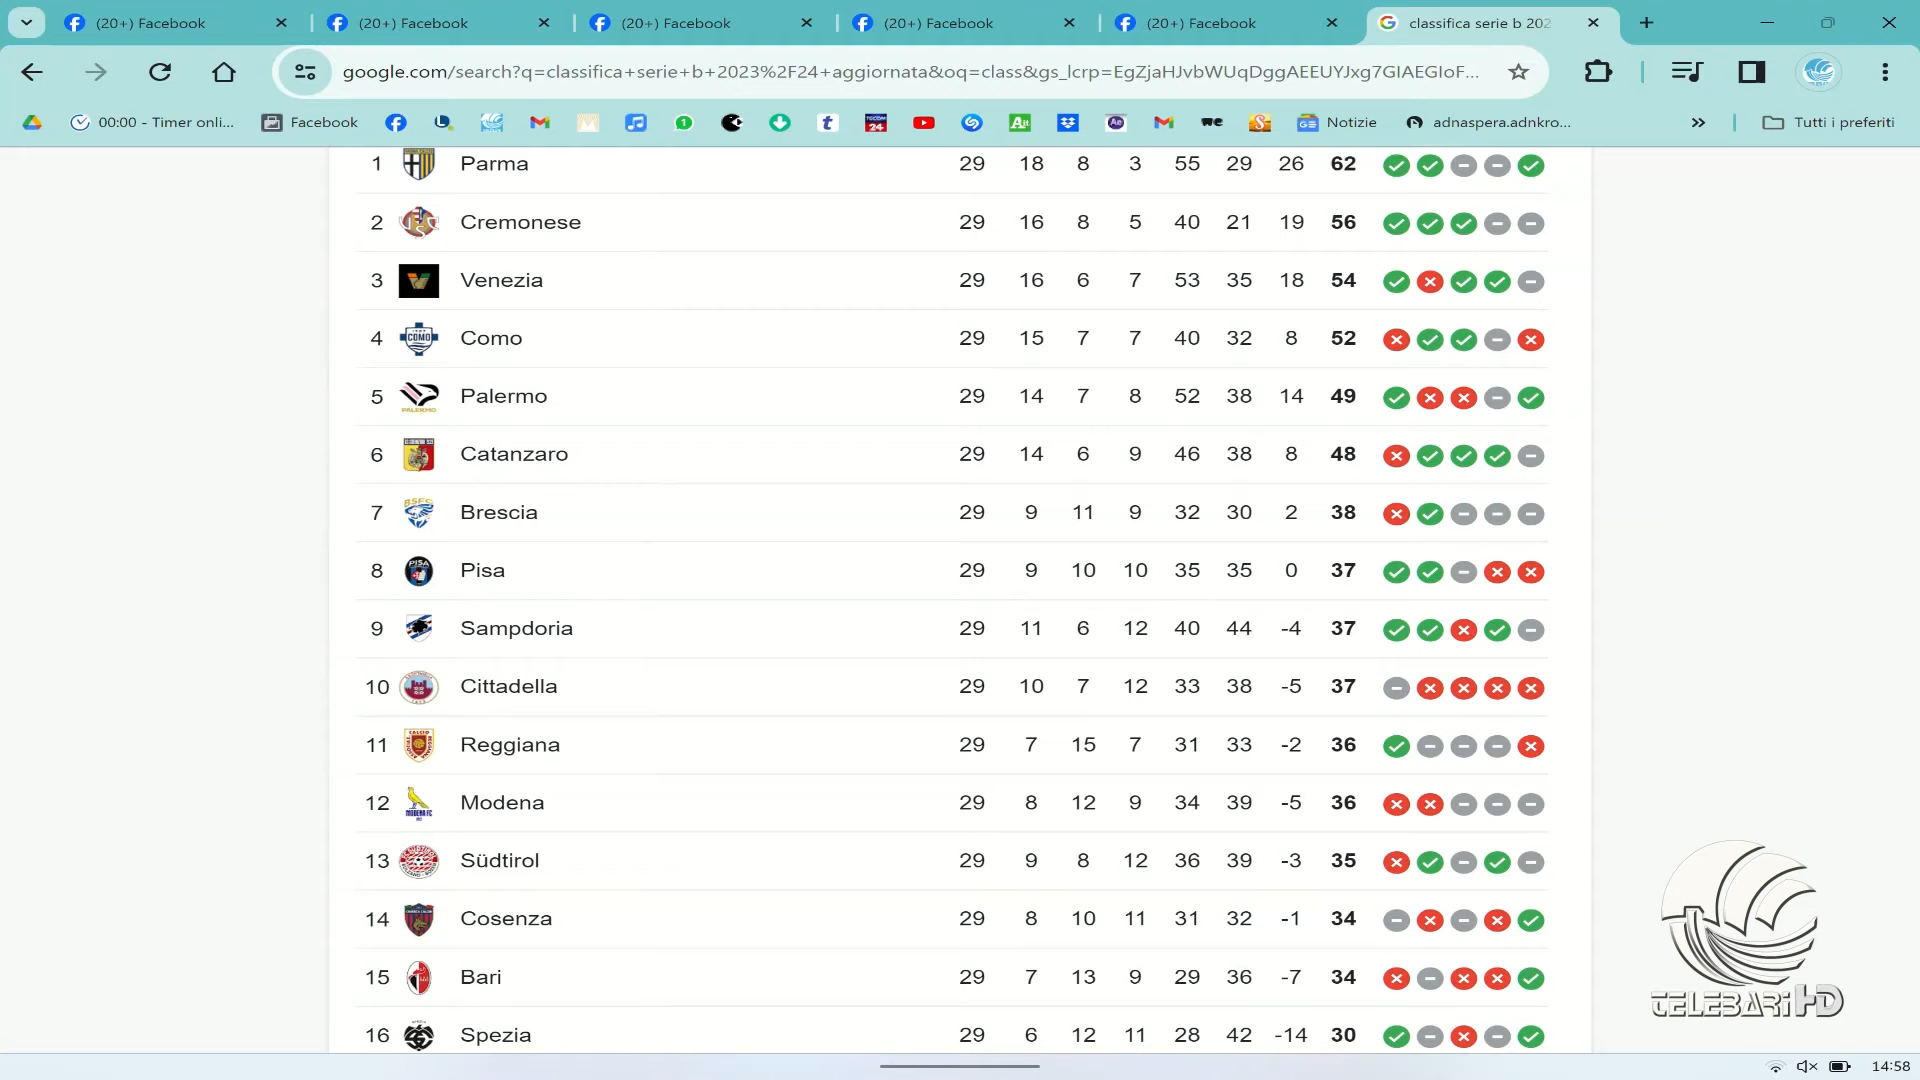 (20+) Facebook (20+) Facebook (20+) Facebook (20+) Facebook (20+) Facebook classifica serie b 202
google.com/search?q=classifica+serie+b+2023%2F24+aggiornata&oq=class&gs_lcrp=EgZjaHJvbWUqDggAEEUYJxg7GIAEGIoF...
00:00 - Timer onli... Facebook Notizie adnaspera.adnkro... Tutti i preferiti
1 Parma 29 18 8 3 55 29 26 62
2 Cremonese 29 16 8 5 40 21 19 56
3 Venezia 29 16 6 7 53 35 18 54
4 COMO Como 29 15 7 7 40 32 8 52
5 PALERMO Palermo 29 14 7 8 52 38 14 49
6 Catanzaro 29 14 6 9 46 38 8 48
7 BSFC Brescia 29 9 11 9 32 30 2 38
8 PISA Pisa 29 9 10 10 35 35 0 37
9 Sampdoria 29 11 6 12 40 44 -4 37
10 Cittadella 29 10 7 12 33 38 -5 37
11 Reggiana 29 7 15 7 31 33 -2 36
12 MODENA FC Modena 29 8 12 9 34 39 -5 36
13 Südtirol 29 9 8 12 36 39 -3 35
14 Cosenza 29 8 10 11 31 32 -1 34
15 Bari 29 7 13 9 29 36 -7 34
16 Spezia 29 6 12 11 28 42 -14 30
TELEBARI HD
14:58